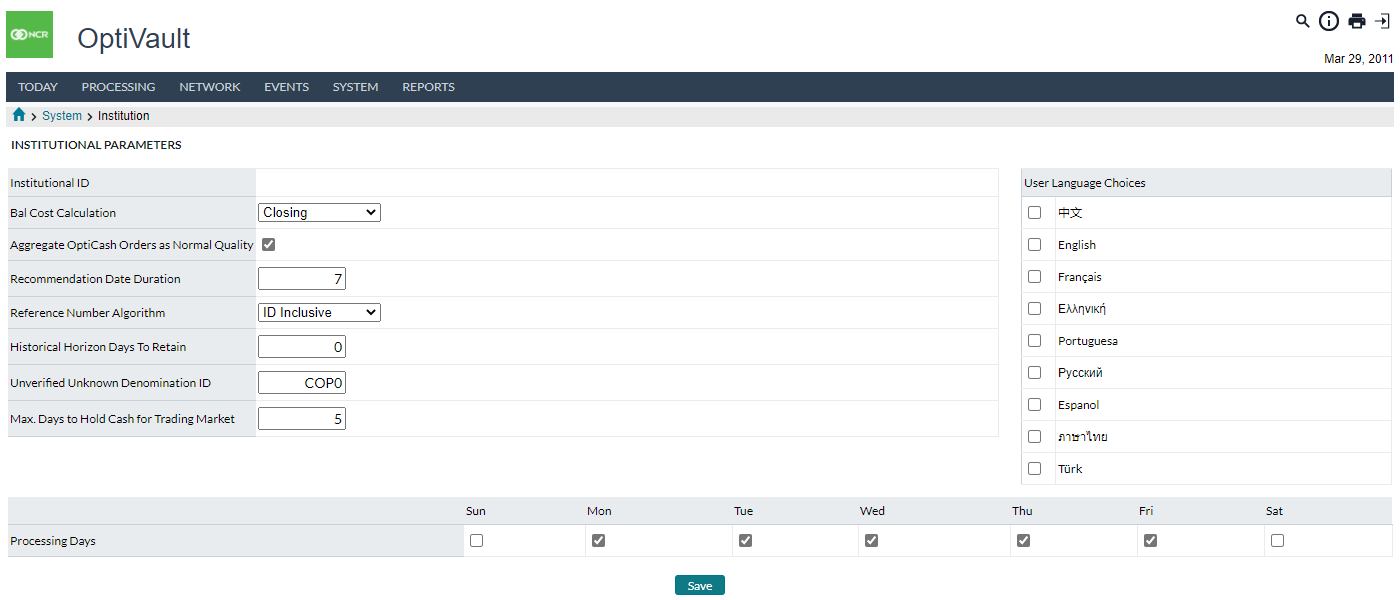 NCR
OptiVault
Mar 29, 2011
TODAY PROCESSING NETWORK EVENTS SYSTEM REPORTS
System > Institution
INSTITUTIONAL PARAMETERS
Institutional ID
Bal Cost Calculation Closing
Aggregate OptiCash Orders as Normal Quality
Recommendation Date Duration 7
Reference Number Algorithm ID Inclusive
Historical Horizon Days To Retain 0
Unverified Unknown Denomination ID COP0
Max. Days to Hold Cash for Trading Market 5
User Language Choices
中文
English
Français
Ελληνική
Portuguesa
Русский
Espanol
ภาษาไทย
Türk
Sun Mon Tue Wed Thu Fri Sat
Processing Days
Save